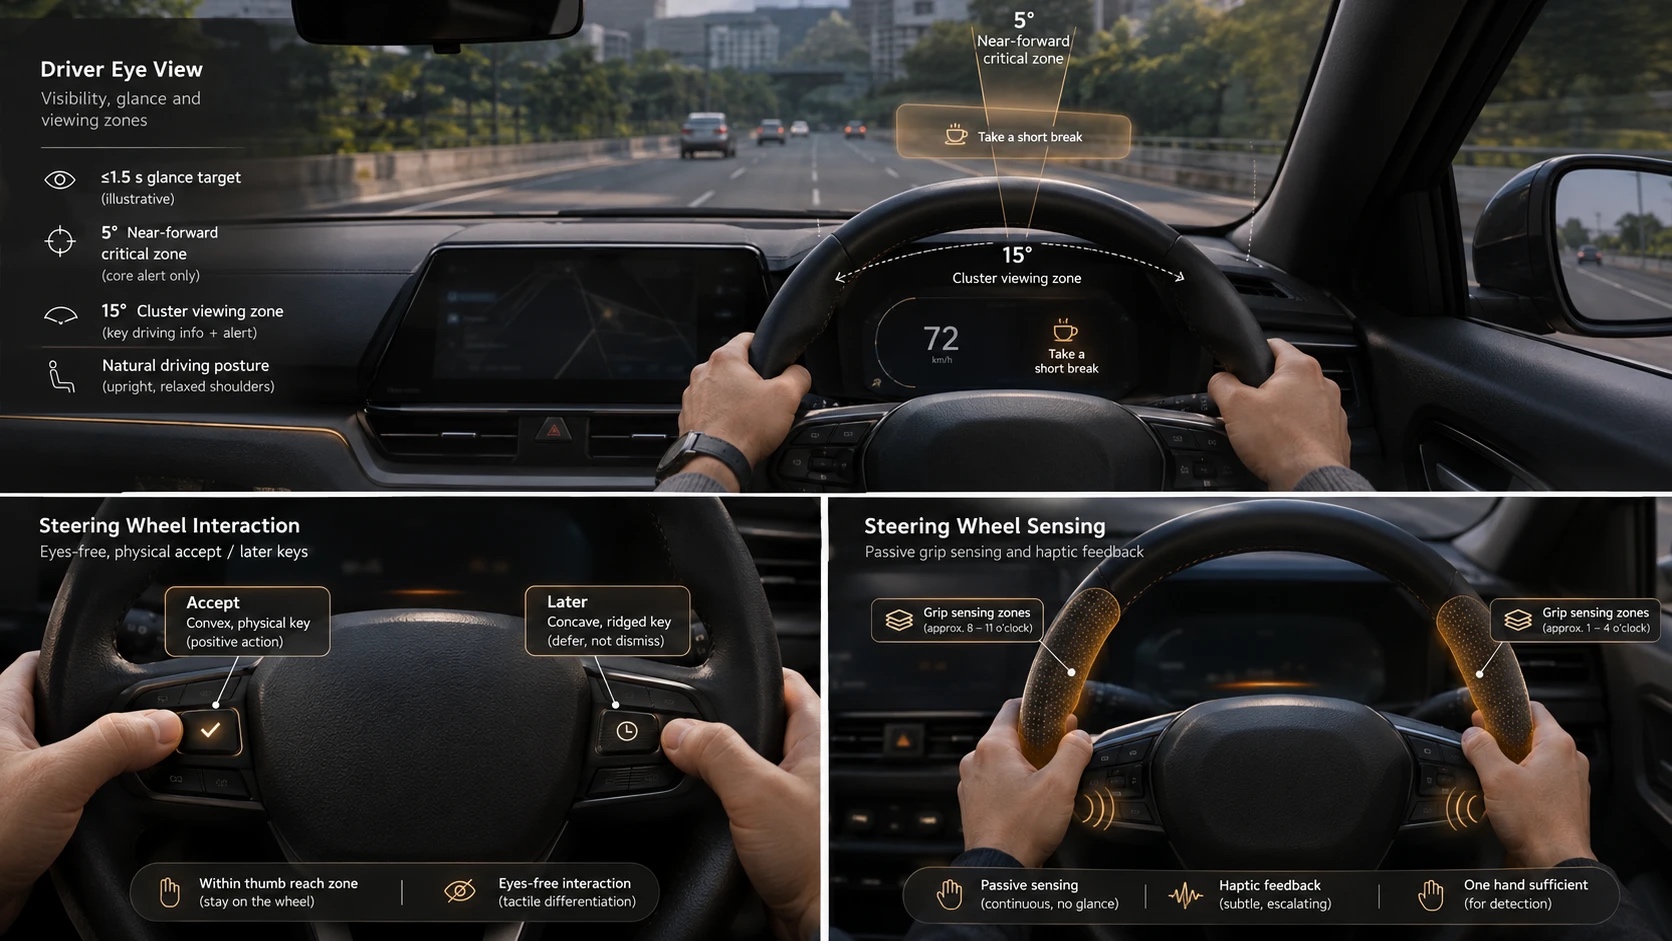 Driver Eye View
Visibility, glance and
viewing zones
≤1.5 s glance target
(illustrative)
5° Near-forward
critical zone
(core alert only)
15° Cluster viewing zone
(key driving info + alert)
Natural driving posture
(upright, relaxed shoulders)
5°
Near-forward
critical zone
Take a short break
15°
Cluster viewing zone
72
km/h
Take a
short break
Steering Wheel Interaction
Eyes-free, physical accept / later keys
Accept
Convex, physical key
(positive action)
Later
Concave, ridged key
(defer, not dismiss)
Within thumb reach zone
(stay on the wheel)
Eyes-free interaction
(tactile differentiation)
Steering Wheel Sensing
Passive grip sensing and haptic feedback
Grip sensing zones
(approx. 8 – 11 o'clock)
Grip sensing zones
(approx. 1 – 4 o'clock)
Passive sensing
(continuous, no glance)
Haptic feedback
(subtle, escalating)
One hand sufficient
(for detection)